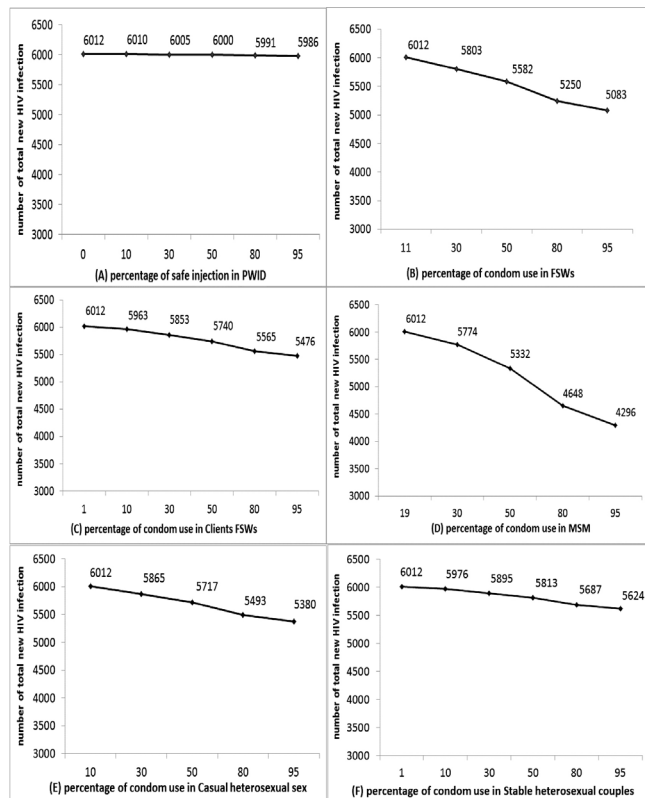 number of total new HIV infection
6500
6000
5500
5000
4500
4000
3500
3000
6012 6010 6005 6000 5991 5986
0 10 30 50 80 95
(A) percentage of safe injection in PWID
number of total new HIV infection
6500
6000
5500
5000
4500
4000
3500
3000
6012 5803 5582 5250 5083
11 30 50 80 95
(B) percentage of condom use in FSWs
number of total new HIV infection
6500
6000
5500
5000
4500
4000
3500
3000
6012 5963 5853 5740 5565 5476
1 10 30 50 80 95
(C) percentage of condom use in Clients FSWs
number of total new HIV infection
6500
6000
5500
5000
4500
4000
3500
3000
6012 5774 5332 4648 4296
19 30 50 80 95
(D) percentage of condom use in MSM
number of total new HIV infection
6500
6000
5500
5000
4500
4000
3500
3000
6012 5865 5717 5493 5380
10 30 50 80 95
(E) percentage of condom use in Casual heterosexual sex
number of total new HIV infection
6500
6000
5500
5000
4500
4000
3500
3000
6012 5976 5895 5813 5687 5624
1 10 30 50 80 95
(F) percentage of condom use in Stable heterosexual couples